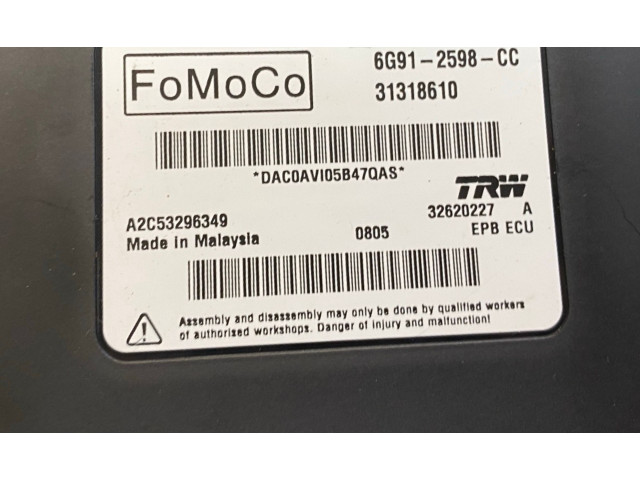 FoMoCo
6G91-2598-CC
31318610
*DAC0AVI05B47QAS*
TRW
A2C53296349
32620227 A
Made in Malaysia
0805
EPB ECU
Assembly and disassembly may only be done by qualified workers
of authorised workshops. Danger of injury and malfunction!